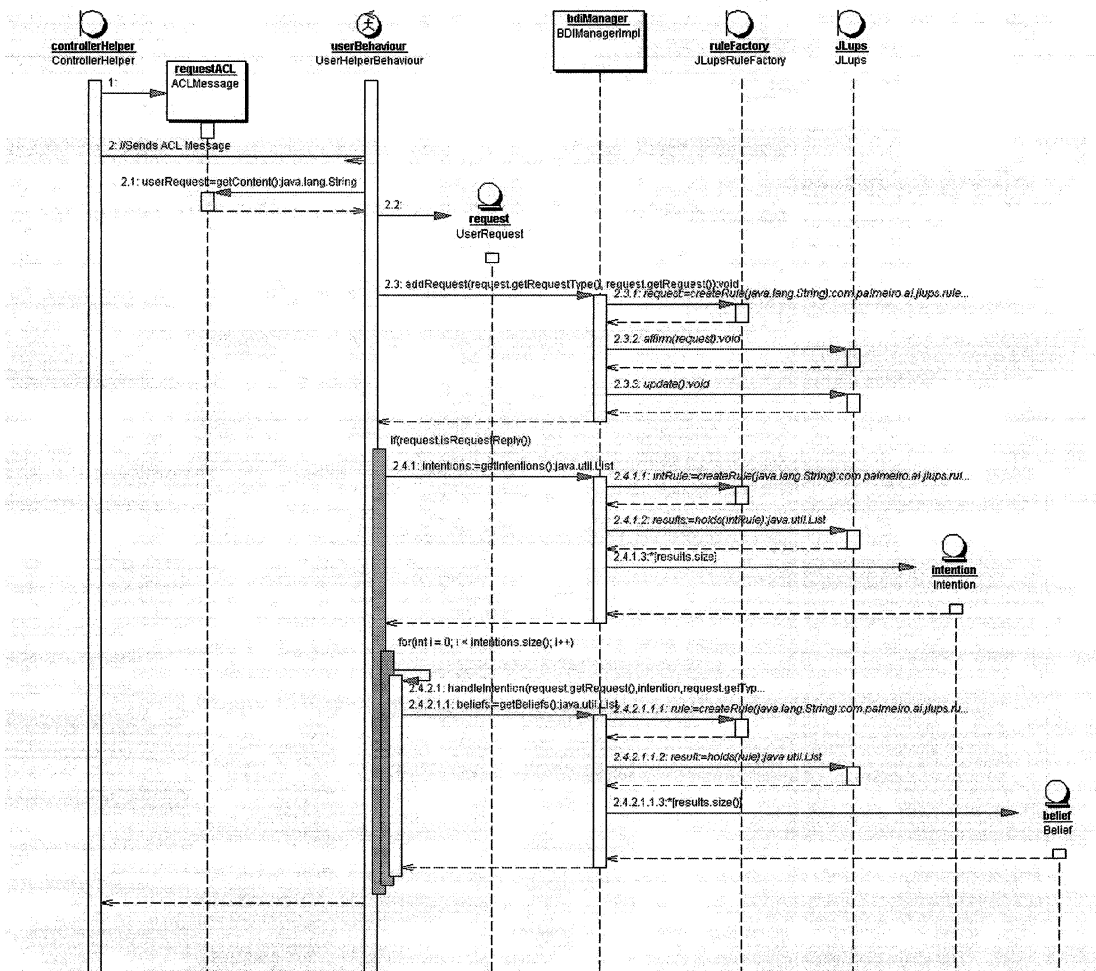 controllerHelper
ControllerHelper
requestACL
ACLMessage
userBehaviour
UserHelperBehaviour
bdiManager
BDIManagerImpl
ruleFactory
JLupsRuleFactory
JLups
JLups
1:
2: //Sends ACL Message
2.1: userRequest:=getContent():java.lang.String
2.2:
request
UserRequest
2.3: addRequest(request.getRequestType(), request.getRequest()):void
2.3.1: request:=createRule(java.lang.String):com.palmeiro.ai.jlups.rule...
2.3.2: affirm(request):void
2.3.3: update():void
if(request.isRequestReply())
2.4.1: intentions:=getIntentions():java.util.List
2.4.1.1: intRule:=createRule(java.lang.String):com.palmeiro.ai.jlups.rul...
2.4.1.2: results:=holds(intRule):java.util.List
2.4.1.3:*[results.size]
intention
Intention
for(int i = 0; i < intentions.size(); i++)
2.4.2.1: handleIntention(request.getRequest(),intention,request.getTyp...
2.4.2.1.1: beliefs:=getBeliefs():java.util.List
2.4.2.1.1.1: rule:=createRule(java.lang.String):com.palmeiro.ai.jlups.ru...
2.4.2.1.1.2: result:=holds(rule):java.util.List
2.4.2.1.1.3:*[results.size()]
belief
Belief